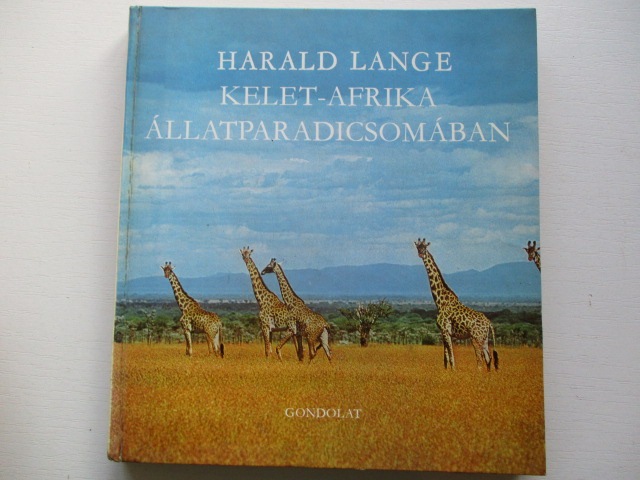 HARALD LANGE
KELET-AFRIKA
ÁLLATPARADICSOMÁBAN
GONDOLAT